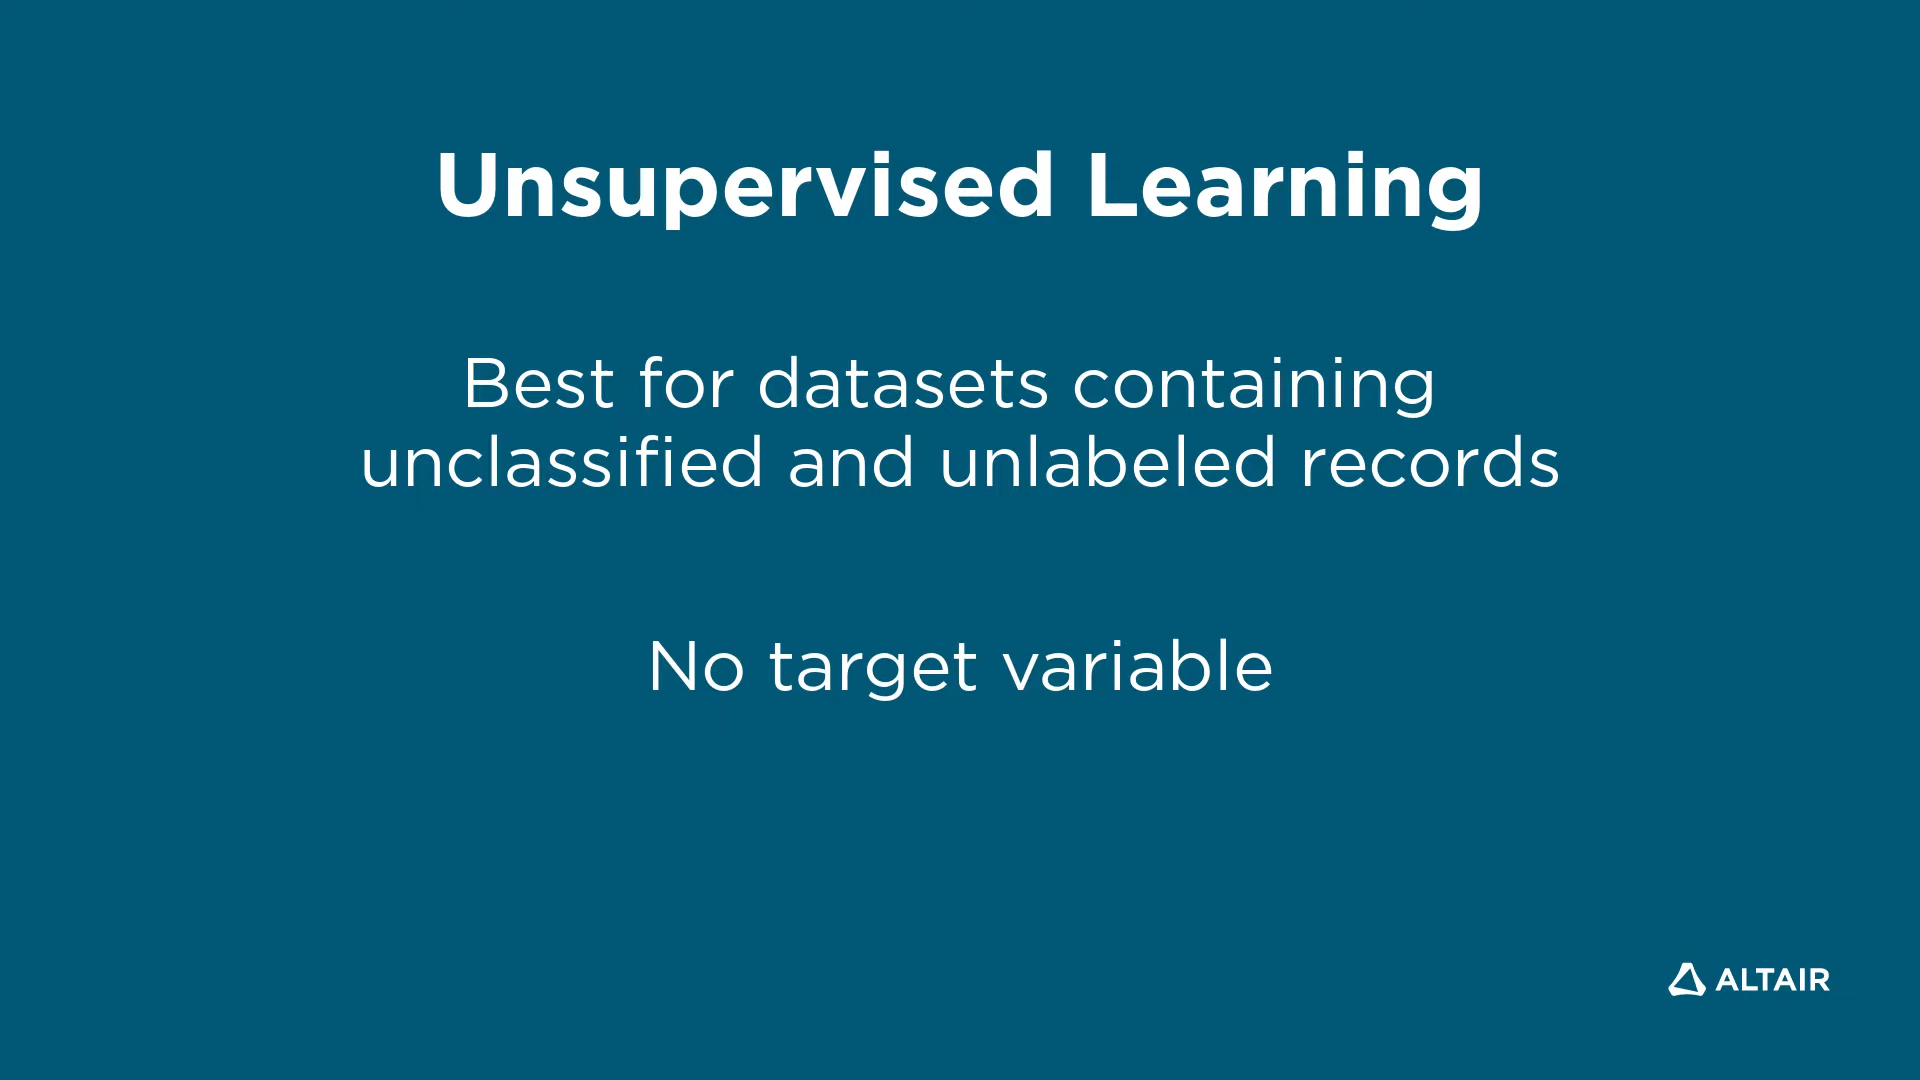 Unsupervised Learning
Best for datasets containing
unclassified and unlabeled records
No target variable
ALTAIR